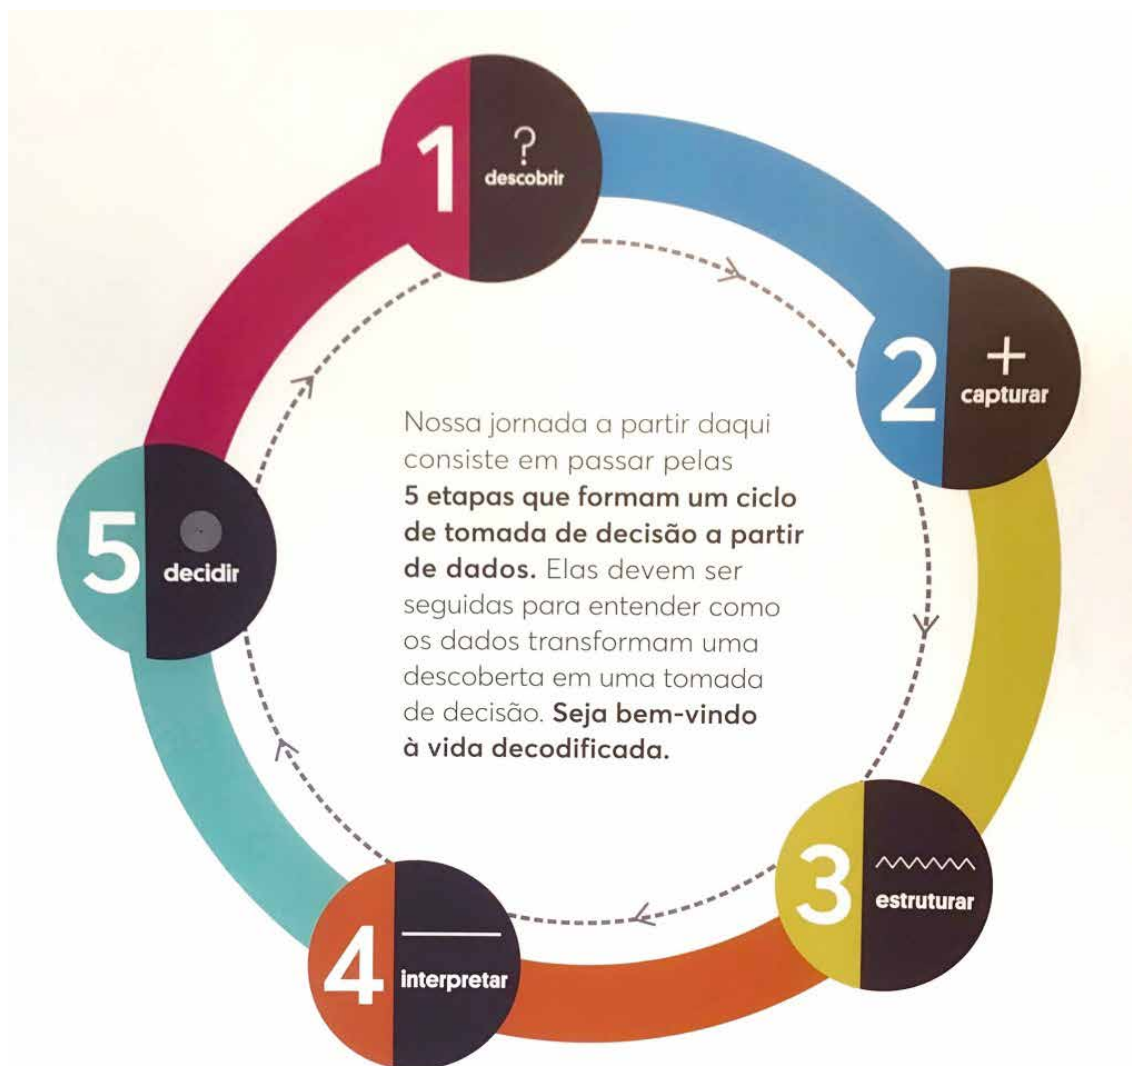 1
?
descobrir
2
+
capturar
Nossa jornada a partir daqui
consiste em passar pelas
5 etapas que formam um ciclo
de tomada de decisão a partir
de dados. Elas devem ser
seguidas para entender como
os dados transformam uma
descoberta em uma tomada
de decisão. Seja bem-vindo
à vida decodificada.
3
estruturar
4
interpretar
5
decidir